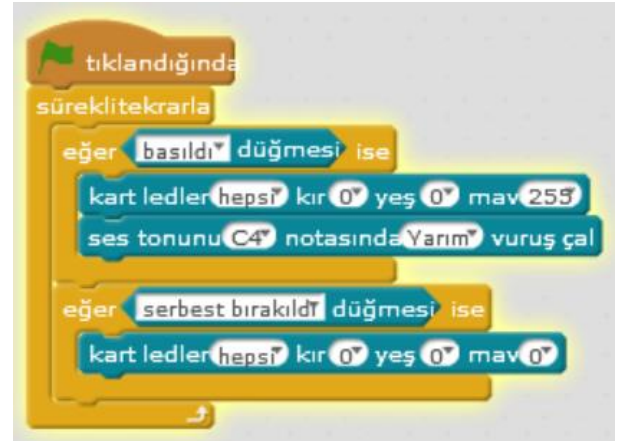 tıklandığında
süreklitekrarla
eğer basıldı düğmesi ise
kart ledler hepsi kır 0 yeş 0 mav 255
ses tonunu C4 notasında Yarım vuruş çal
eğer serbest bırakıldı düğmesi ise
kart ledler hepsi kır 0 yeş 0 mav 0